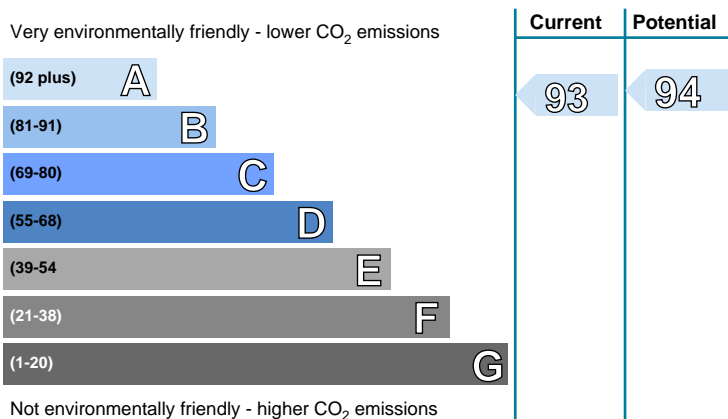 Very environmentally friendly - lower CO2 emissions
Current
Potential
(92 plus) A
93
94
(81-91) B
(69-80) C
(55-68) D
(39-54 E
(21-38) F
(1-20) G
Not environmentally friendly - higher CO2 emissions